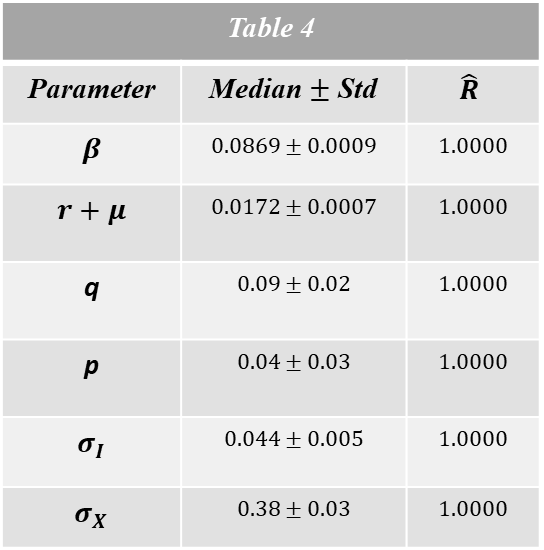 Table 4
Parameter Median ± Std R̂
β 0.0869 ± 0.0009 1.0000
r + μ 0.0172 ± 0.0007 1.0000
q 0.09 ± 0.02 1.0000
p 0.04 ± 0.03 1.0000
σ_I 0.044 ± 0.005 1.0000
σ_X 0.38 ± 0.03 1.0000